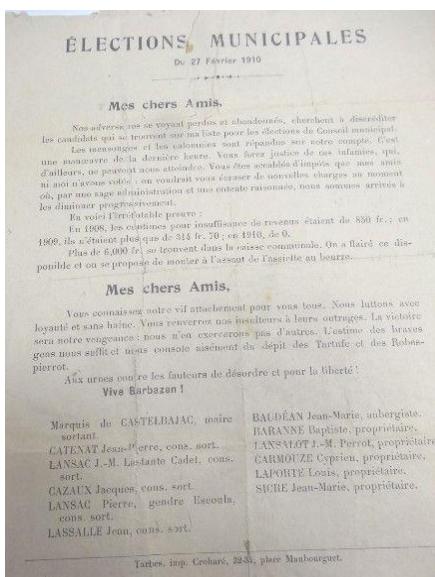 ÉLECTIONS MUNICIPALES
Du 27 Février 1910
Mes chers Amis,
Nos adversaires se voyant perdus et abandonnés, cherchent à discréditer
les candidats qui se trouvent sur ma liste pour les élections de Conseil municipal.
Les mensonges et les calomnies sont répandus sur notre compte. C'est
une manœuvre de la dernière heure. Vous ferez justice de ces infamies, qui,
d'ailleurs, ne peuvent nous atteindre. Vous êtes accablés d'impôts que mes amis
ni moi n'avons votés : on voudrait vous écraser de nouvelles charges au moment
où, par une sage administration et une entente raisonnée, nous sommes arrivés à
les diminuer progressivement.
En voici l'irréfutable preuve :
En 1908, les centimes pour insuffisance de revenus étaient de 850 fr. ; en
1909, ils n'étaient plus que de 314 fr. 70 ; en 1910, de 0.
Plus de 6,000 fr. se trouvent dans la caisse communale. On a flairé ce dis-
ponible et on se propose de monter à l'assaut de l'assiette au beurre.
Mes chers Amis,
Vous connaissez notre vif attachement pour vous tous. Nous luttons avec
loyauté et sans haine. Vous renverrez nos insulteurs à leurs outrages. La victoire
sera notre vengeance : nous n'en exercerons pas d'autres. L'estime des braves
gens nous suffit et nous console aisément du dépit des Tartufe et des Robes-
pierrot.
Aux urnes contre les fauteurs de désordre et pour la liberté !
Vive Barbazan !
Marquis de CASTELBAJAC, maire
sortant.
CATENAT Jean-Pierre, cons. sort.
LANSAC J.-M. Lastante Cadet, cons.
sort.
CAZAUX Jacques, cons. sort.
LANSAC Pierre, gendre Escoula,
cons. sort.
LASSALLE Jean, cons. sort.
BAUDÉAN Jean-Marie, aubergiste.
BARANNE Baptiste, propriétaire.
LANSALOT J.-M. Perrot, propriétaire
CARMOUZE Cyprien, propriétaire.
LAPORTE Louis, propriétaire.
SICRE Jean-Marie, propriétaire.
Tarbes, imp. Croharé, place Maubourguet.